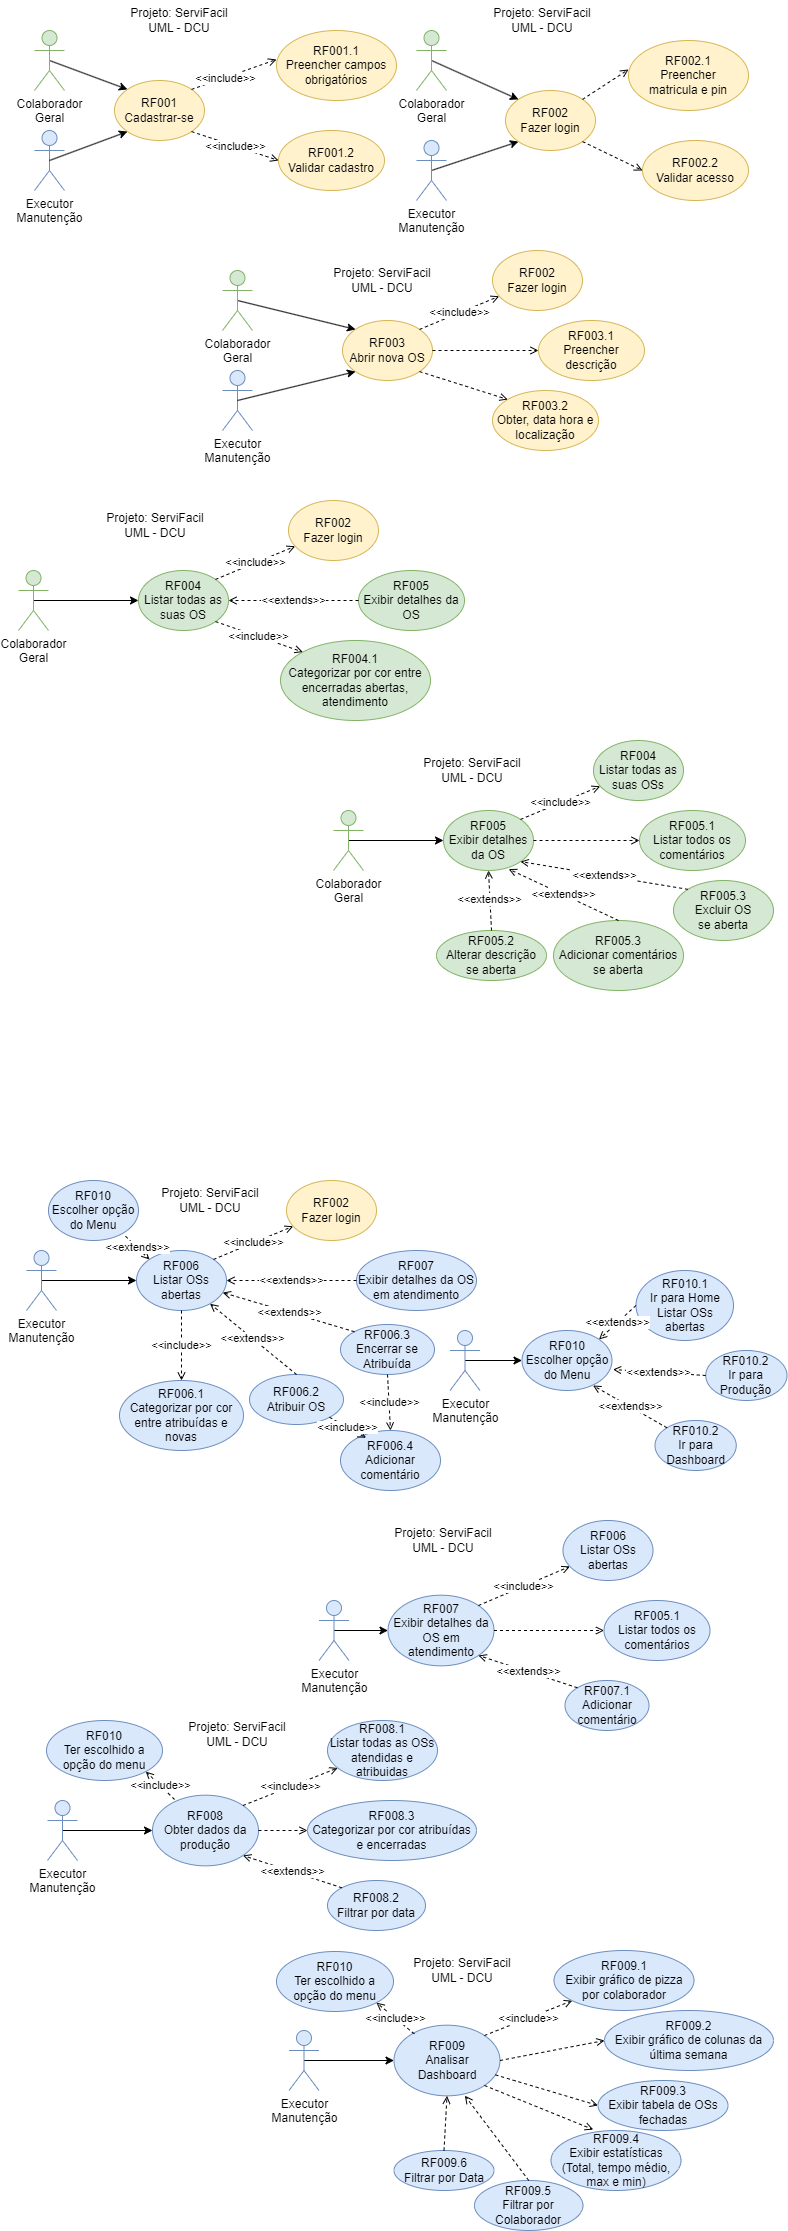 Projeto: ServiFacil
UML - DCU
Colaborador
Geral
Executor
Manutenção
RF001
Cadastrar-se
<<include>>
RF001.1
Preencher campos
obrigatórios
<<include>>
RF001.2
Validar cadastro
Projeto: ServiFacil
UML - DCU
Colaborador
Geral
Executor
Manutenção
RF002
Fazer login
RF002.1
Preencher
matricula e pin
RF002.2
Validar acesso
Projeto: ServiFacil
UML - DCU
Colaborador
Geral
Executor
Manutenção
RF003
Abrir nova OS
<<include>>
RF002
Fazer login
RF003.1
Preencher
descrição
RF003.2
Obter, data hora e
localização
Projeto: ServiFacil
UML - DCU
Colaborador
Geral
RF004
Listar todas as
suas OS
<<include>>
RF002
Fazer login
<<extends>>
RF005
Exibir detalhes da
OS
<<include>>
RF004.1
Categorizar por cor entre
encerradas abertas,
atendimento
Projeto: ServiFacil
UML - DCU
Colaborador
Geral
RF005
Exibir detalhes
da OS
<<include>>
RF004
Listar todas as
suas OSs
RF005.1
Listar todos os
comentários
<<extends>>
RF005.3
Excluir OS
se aberta
<<extends>>
RF005.3
Adicionar comentários
se aberta
<<extends>>
RF005.2
Alterar descrição
se aberta
Projeto: ServiFacil
UML - DCU
RF010
Escolher opção
do Menu
<<extends>>
Executor
Manutenção
RF006
Listar OSs
abertas
<<include>>
RF002
Fazer login
<<extends>>
RF007
Exibir detalhes da OS
em atendimento
<<extends>>
RF006.3
Encerrar se
Atribuída
<<extends>>
RF006.2
Atribuir OS
<<include>>
RF006.1
Categorizar por cor
entre atribuídas e
novas
<<include>>
<<include>>
RF006.4
Adicionar
comentário
Executor
Manutenção
RF010
Escolher opção
do Menu
<<extends>>
RF010.1
Ir para Home
Listar OSs
abertas
<<extends>>
RF010.2
Ir para
Produção
<<extends>>
RF010.2
Ir para
Dashboard
Projeto: ServiFacil
UML - DCU
Executor
Manutenção
RF007
Exibir detalhes da
OS em
atendimento
<<include>>
RF006
Listar OSs
abertas
RF005.1
Listar todos os
comentários
<<extends>>
RF007.1
Adicionar
comentário
Projeto: ServiFacil
UML - DCU
RF010
Ter escolhido a
opção do menu
<<include>>
Executor
Manutenção
RF008
Obter dados da
produção
<<include>>
RF008.1
Listar todas as OSs
atendidas e
atribuidas
RF008.3
Categorizar por cor atribuídas
e encerradas
<<extends>>
RF008.2
Filtrar por data
Projeto: ServiFacil
UML - DCU
RF010
Ter escolhido a
opção do menu
<<include>>
Executor
Manutenção
RF009
Analisar
Dashboard
<<include>>
RF009.1
Exibir gráfico de pizza
por colaborador
RF009.2
Exibir gráfico de colunas da
última semana
RF009.3
Exibir tabela de OSs
fechadas
RF009.4
Exibir estatísticas
(Total, tempo médio,
max e min)
RF009.6
Filtrar por Data
RF009.5
Filtrar por
Colaborador